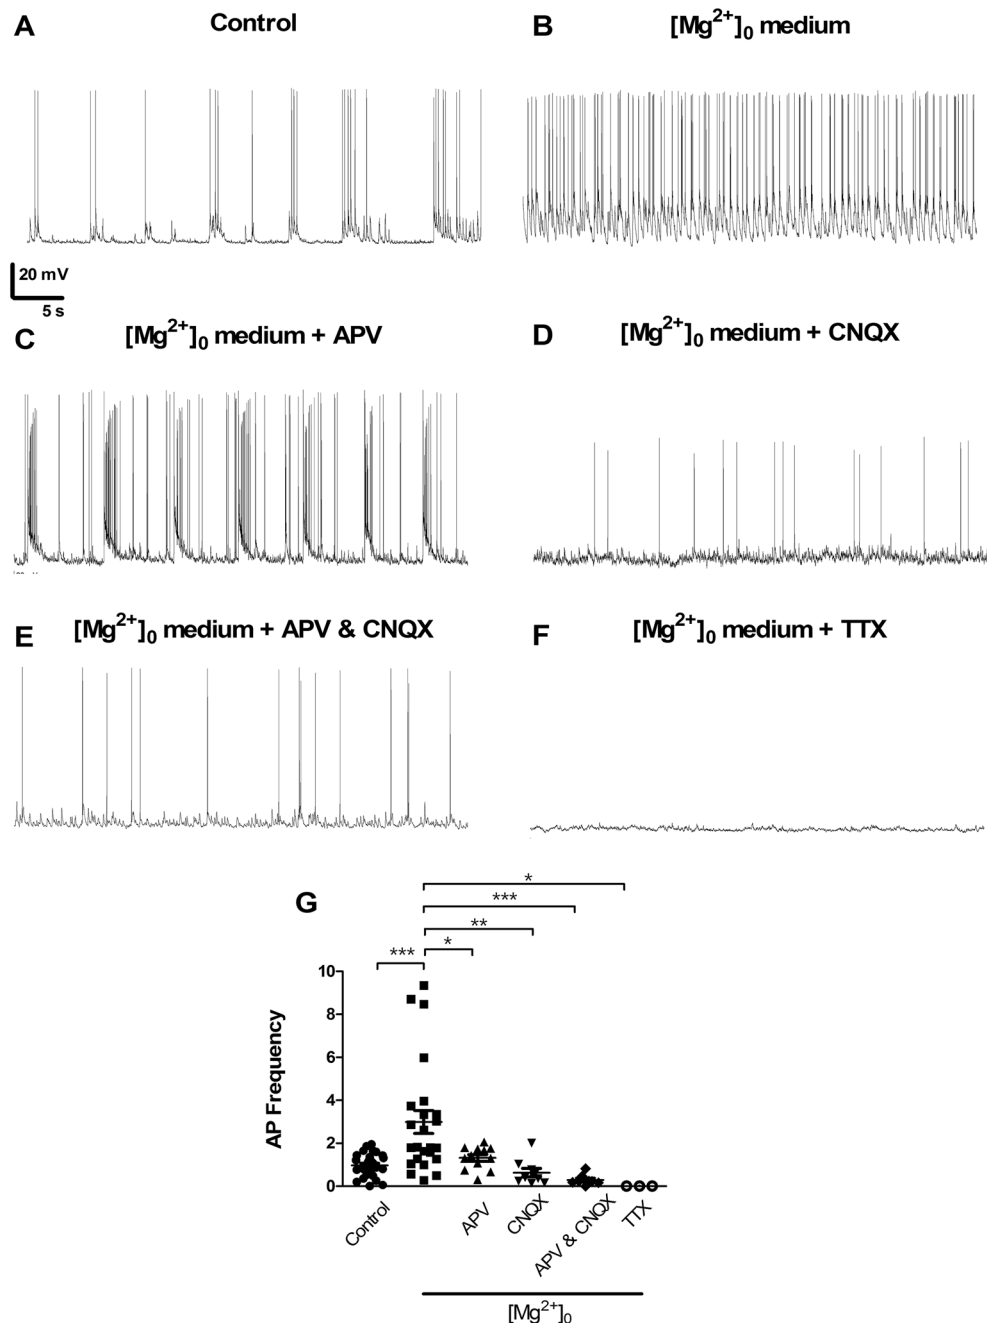 A
Control
B
[Mg²⁺]₀ medium
20 mV
5 s
C
[Mg²⁺]₀ medium + APV
D
[Mg²⁺]₀ medium + CNQX
E
[Mg²⁺]₀ medium + APV & CNQX
F
[Mg²⁺]₀ medium + TTX
G
*
***
**
*
***
10
8
6
4
2
0
AP Frequency
Control
APV
CNQX
APV & CNQX
TTX
[Mg²⁺]₀